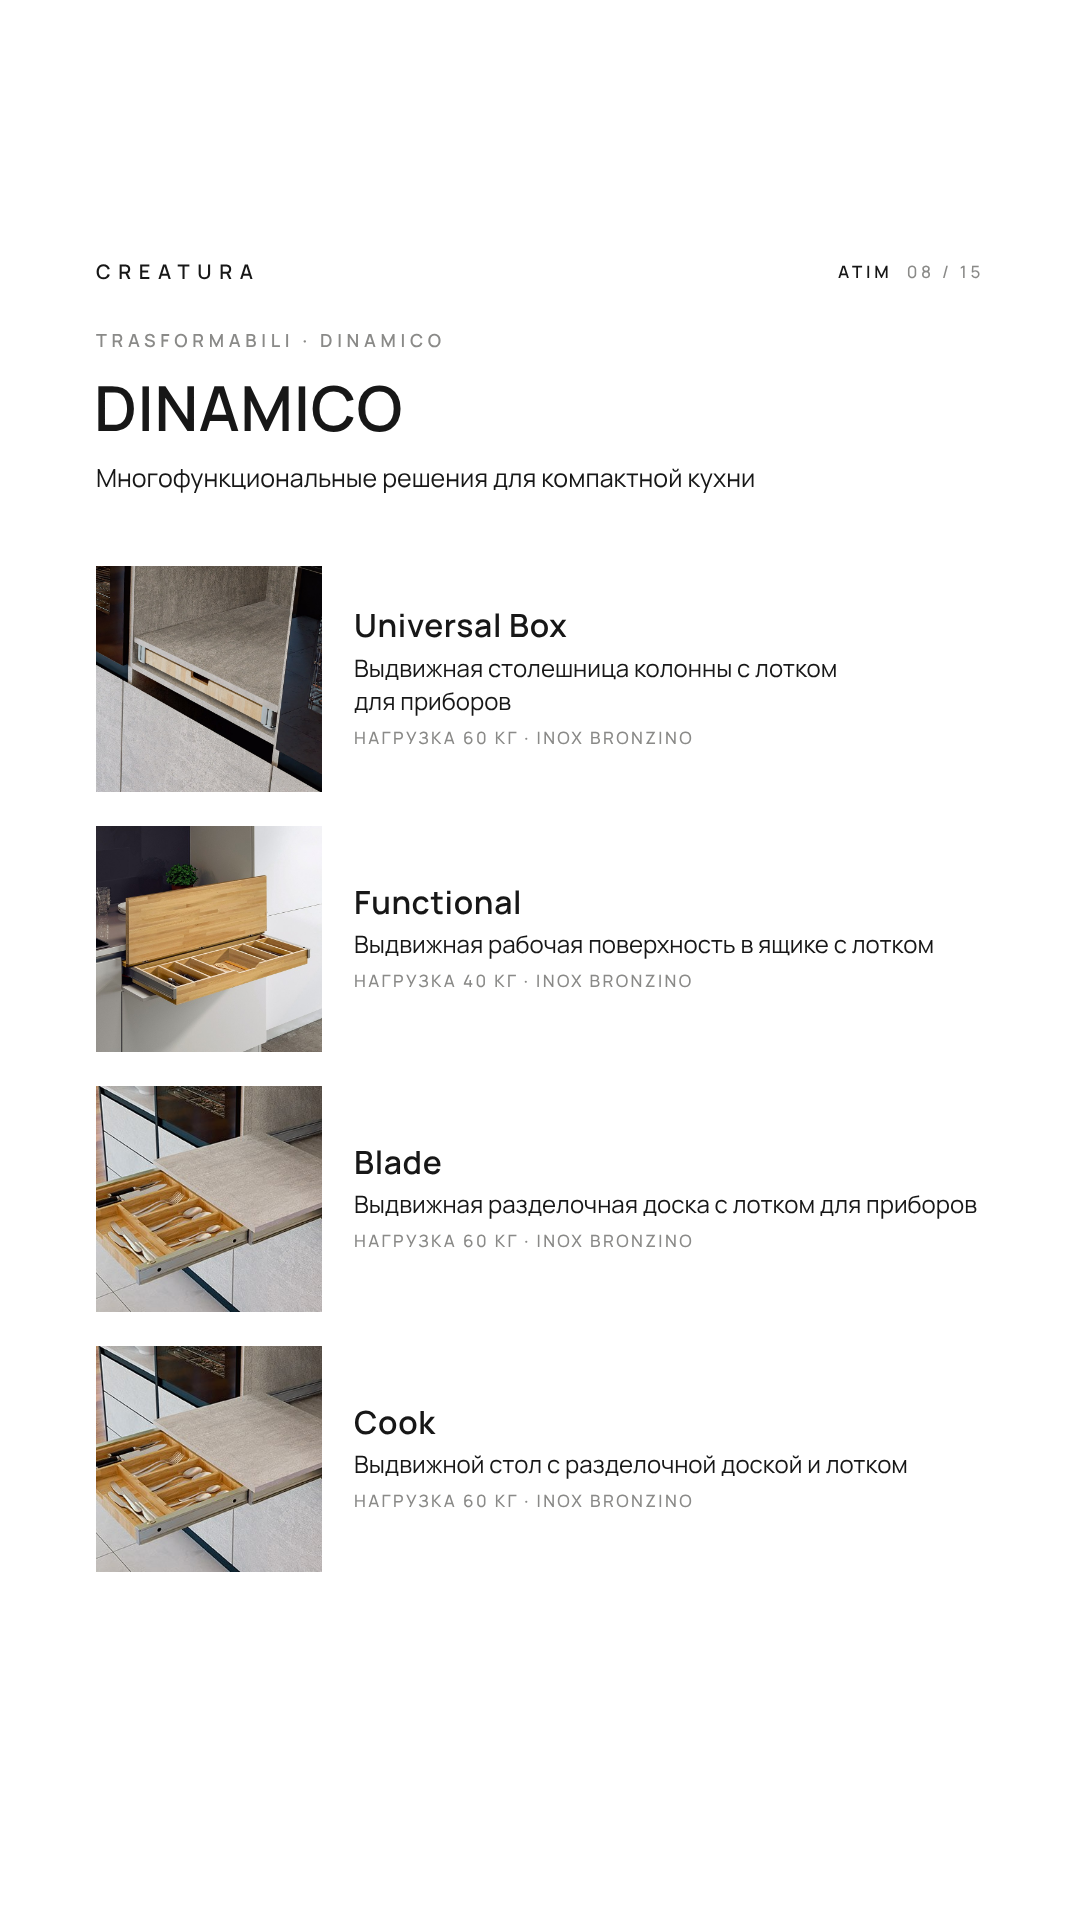 CREATURA
ATIM 08 / 15
TRASFORMABILI · DINAMICO
DINAMICO
Многофункциональные решения для компактной кухни
Universal Box
Выдвижная столешница колонны с лотком
для приборов
НАГРУЗКА 60 КГ · INOX BRONZINO
Functional
Выдвижная рабочая поверхность в ящике с лотком
НАГРУЗКА 40 КГ · INOX BRONZINO
Blade
Выдвижная разделочная доска с лотком для приборов
НАГРУЗКА 60 КГ · INOX BRONZINO
Cook
Выдвижной стол с разделочной доской и лотком
НАГРУЗКА 60 КГ · INOX BRONZINO